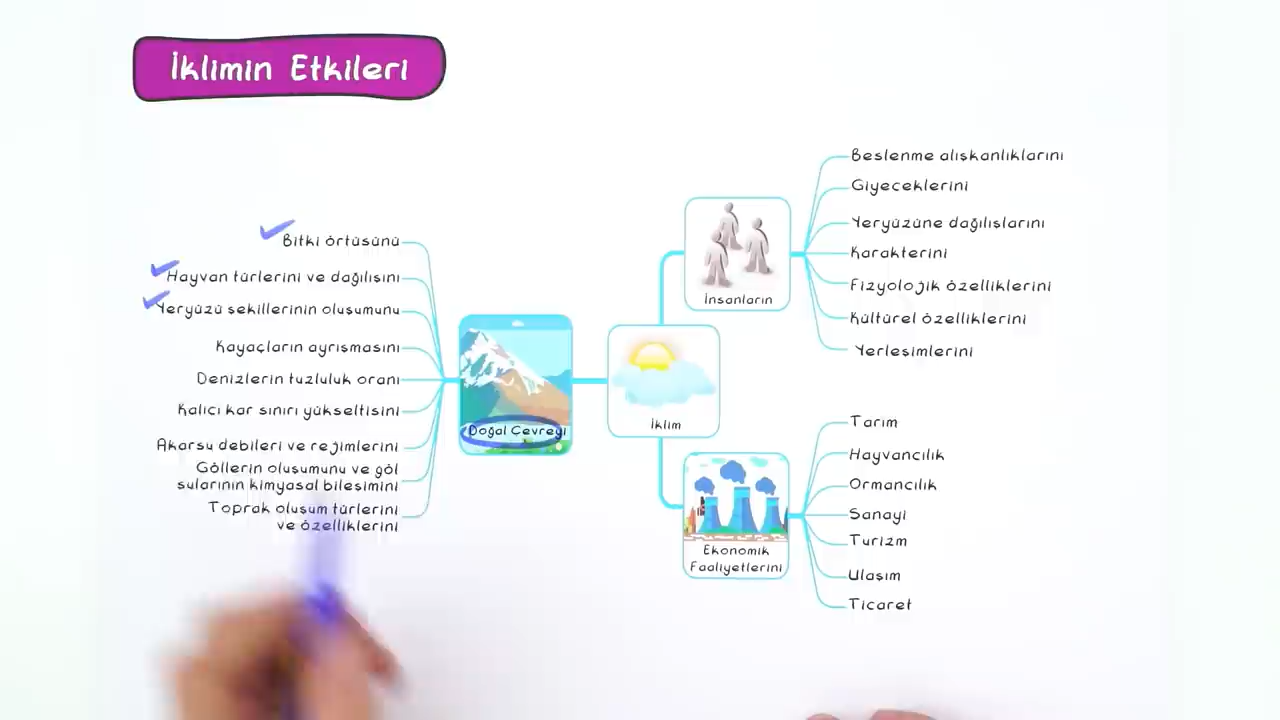 İklimin Etkileri
Bitki örtüsünü
Hayvan türlerini ve dağılışını
Yeryüzü şekillerinin oluşumunu
Kayaçların ayrışmasını
Denizlerin tuzluluk oranı
Kalıcı kar sınırı yükseltisini
Akarsu debileri ve rejimlerini
Göllerin oluşumunu ve göl
sularının kimyasal bileşimini
Toprak oluşum türlerini
ve özelliklerini
Doğal Çevreyi
İklim
İnsanların
Beslenme alışkanlıklarını
Giyeceklerini
Yeryüzüne dağılışlarını
Karakterini
Fizyolojik özelliklerini
Kültürel özelliklerini
Yerleşimlerini
Ekonomik
Faaliyetlerini
Tarım
Hayvancılık
Ormancılık
Sanayi
Turizm
Ulaşım
Ticaret